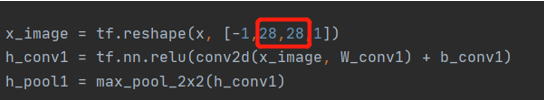 x_image = tf.reshape(x, [-1,28,28,1])
h_conv1 = tf.nn.relu(conv2d(x_image, W_conv1) + b_conv1)
h_pool1 = max_pool_2x2(h_conv1)